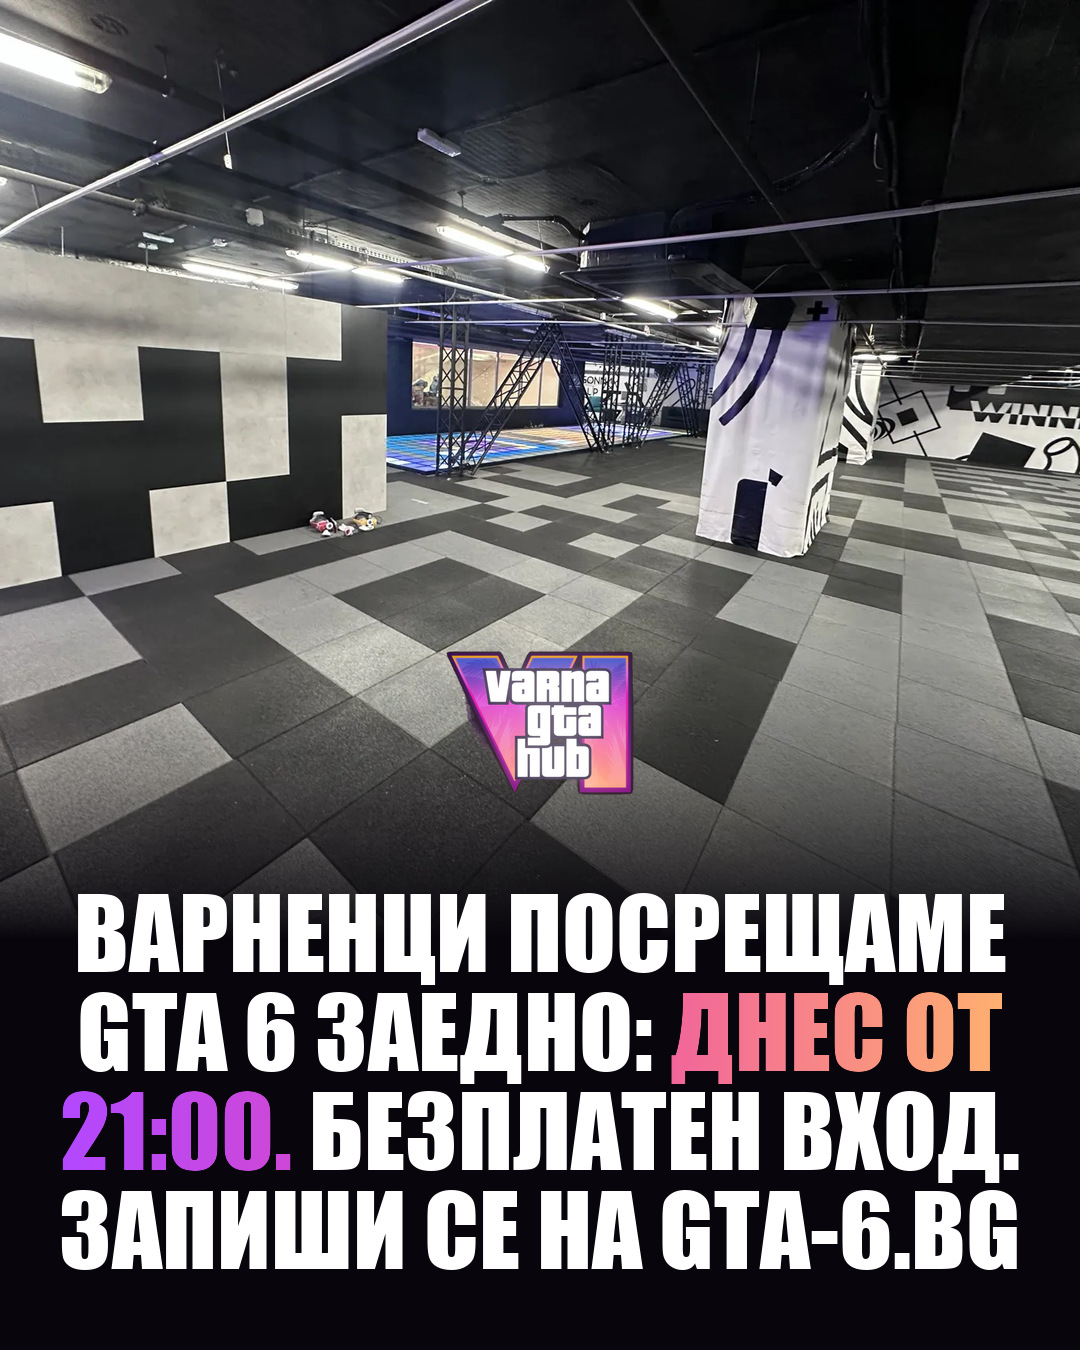 WINN
VARNA
gta
hub
ВАРНЕНЦИ ПОСРЕЩАМЕ
GTA 6 ЗАЕДНО: ДНЕС ОТ
21:00. БЕЗПЛАТЕН ВХОД.
ЗАПИШИ СЕ НА GTA-6.BG